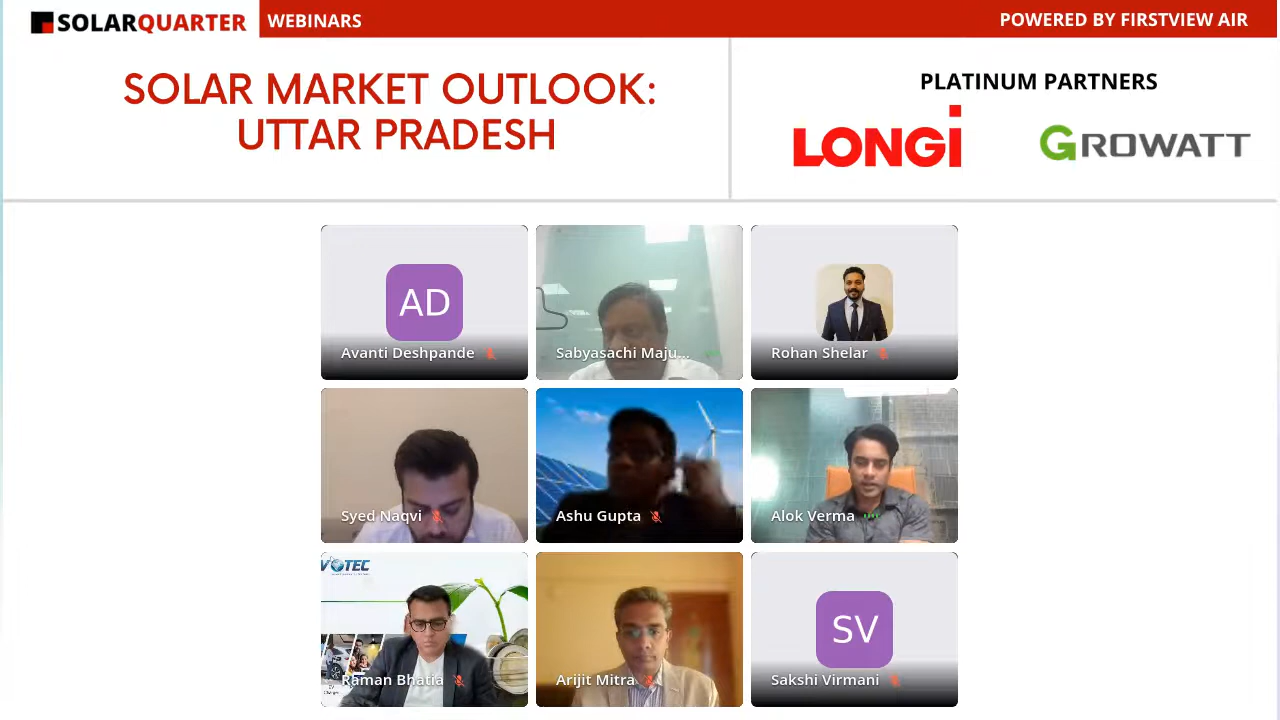 SOLARQUARTER
WEBINARS
POWERED BY FIRSTVIEW AIR
SOLAR MARKET OUTLOOK:
UTTAR PRADESH
PLATINUM PARTNERS
LONGi
GROWATT
AD
Avanti Deshpande
Sabyasachi Maju...
Rohan Shelar
Syed Naqvi
Ashu Gupta
Alok Verma
VOTEC
Raman Bhatia
Arijit Mitra
SV
Sakshi Virmani